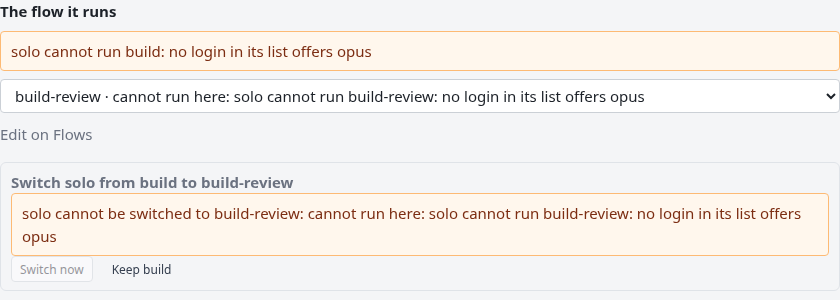 The flow it runs
solo cannot run build: no login in its list offers opus
build-review · cannot run here: solo cannot run build-review: no login in its list offers opus
Edit on Flows
Switch solo from build to build-review
solo cannot be switched to build-review: cannot run here: solo cannot run build-review: no login in its list offers
opus
Switch now Keep build